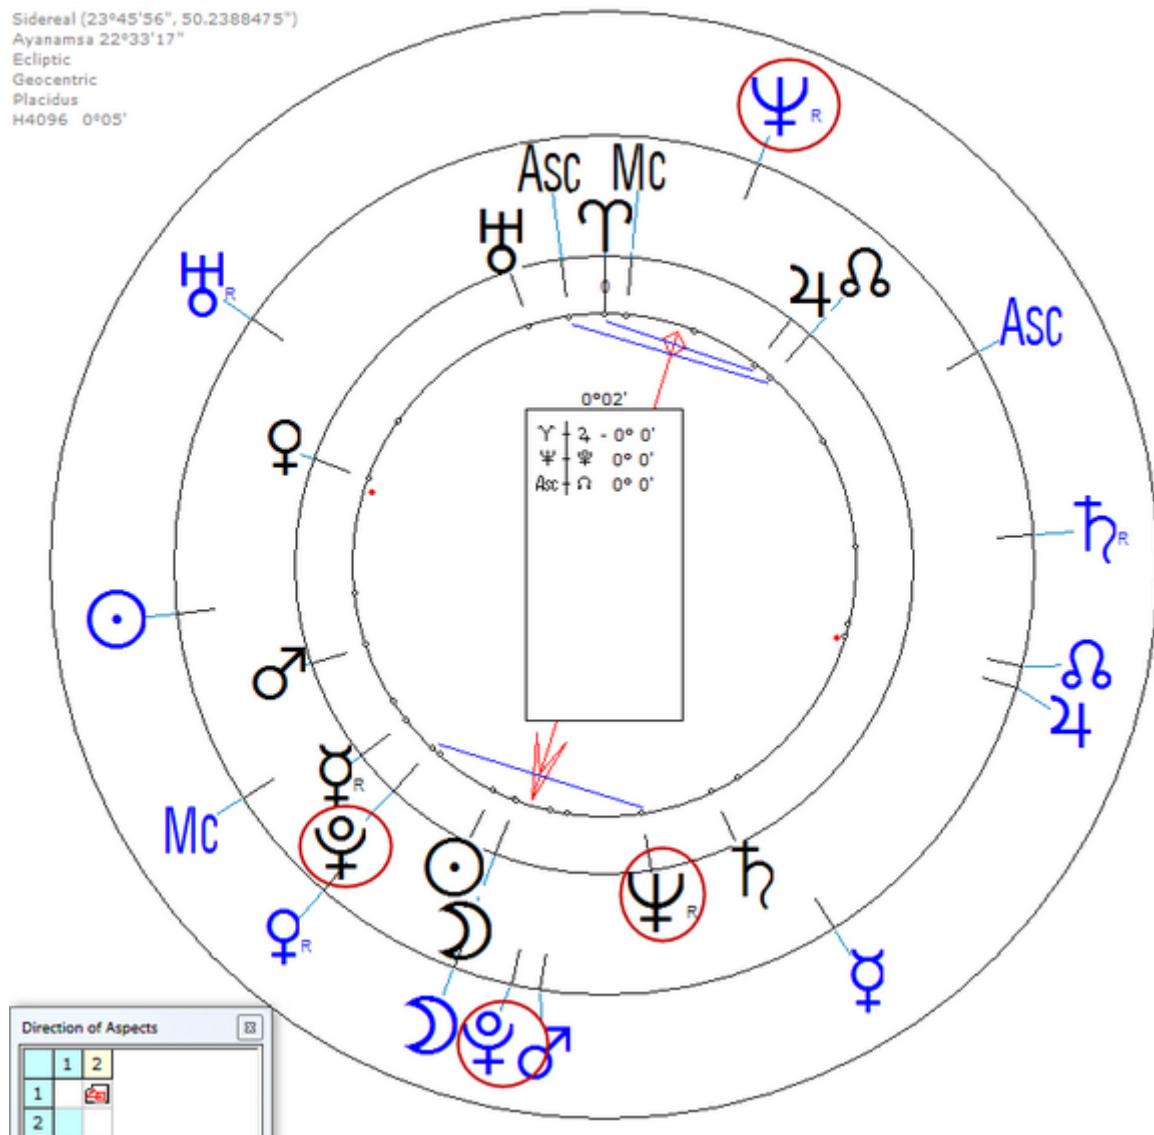 Sidereal (23°45'56", 50.2388475")
Ayanamsa 22°33'17"
Ecliptic
Geocentric
Placidus
H4096 0°05'
♆ R
Asc Mc
♅ ♈
0
♃ ☊
♅ R
Asc
0°02'
♈ ♃ - 0° 0'
♆ ♆ 0° 0'
Asc ☊ 0° 0'
♀
♄ R
☉
♂
☊
♃
☿ R
Mc
♇
☉
♆ R
♄
♀ R
☽
☿
☽ ♇ ♂
Direction of Aspects
1 2
1
2